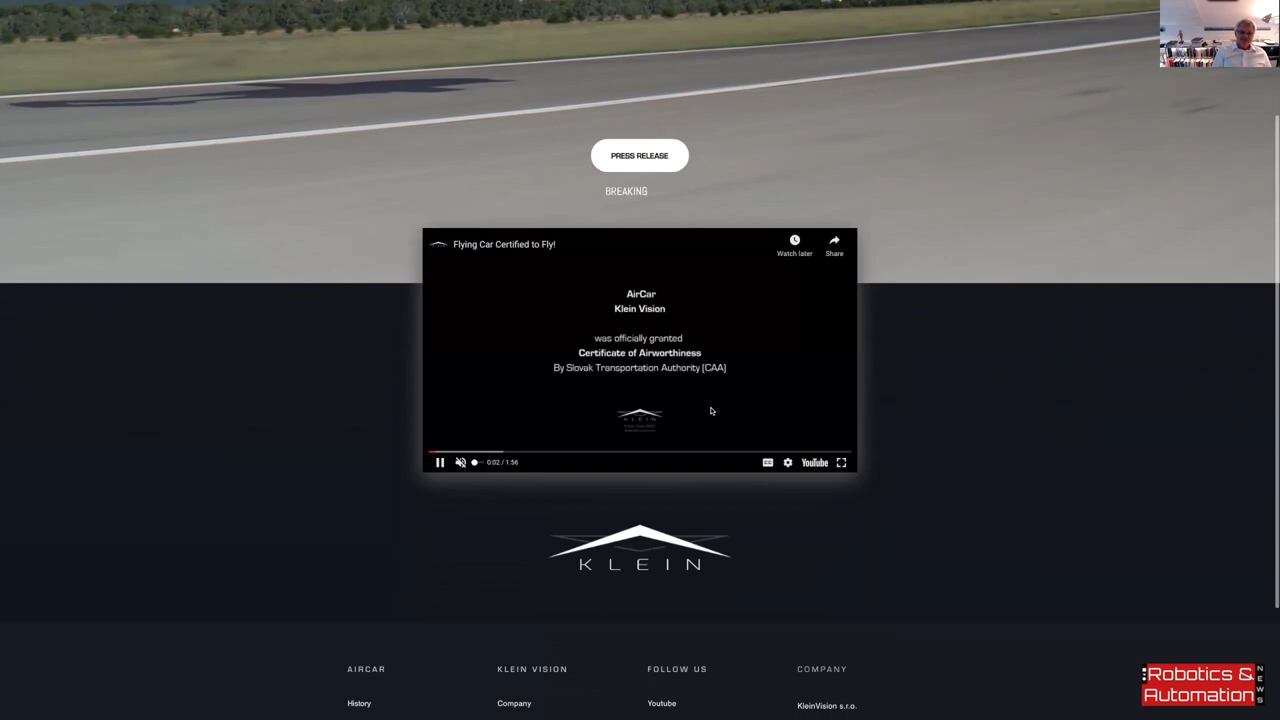 PRESS RELEASE
BREAKING
Flying Car Certified to Fly!
Watch later
Share
AirCar
Klein Vision
was officially granted
Certificate of Airworthiness
By Slovak Transportation Authority (CAA)
KLEIN
CC
0:02 / 1:56
YouTube
KLEIN
AIRCAR
KLEIN VISION
FOLLOW US
COMPANY
History
Company
Youtube
KleinVision s.r.o.
Robotics &
Automation
NEWS